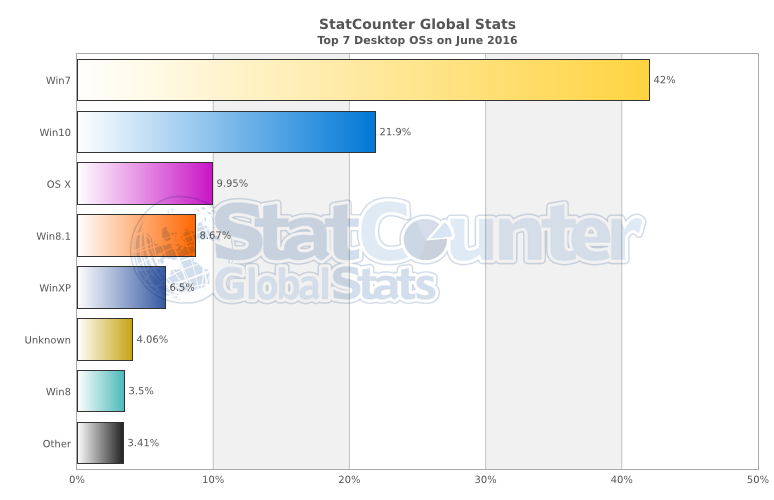 StatCounter Global Stats
Top 7 Desktop OSs on June 2016
Win7
42%
Win10
21.9%
OS X
9.95%
Win8.1
8.67%
StatCounter
GlobalStats
WinXP
6.5%
Unknown
4.06%
Win8
3.5%
Other
3.41%
0% 10% 20% 30% 40% 50%